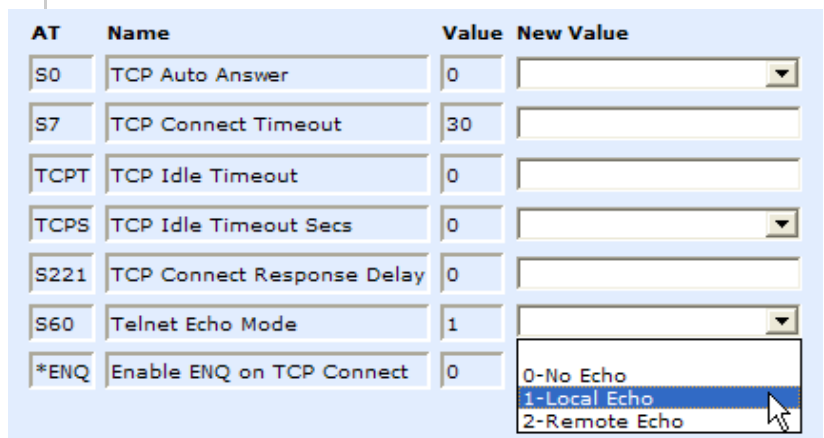 AT Name Value New Value
S0 TCP Auto Answer 0
S7 TCP Connect Timeout 30
TCPT TCP Idle Timeout 0
TCPS TCP Idle Timeout Secs 0
S221 TCP Connect Response Delay 0
S60 Telnet Echo Mode 1
*ENQ Enable ENQ on TCP Connect 0
0-No Echo
1-Local Echo
2-Remote Echo